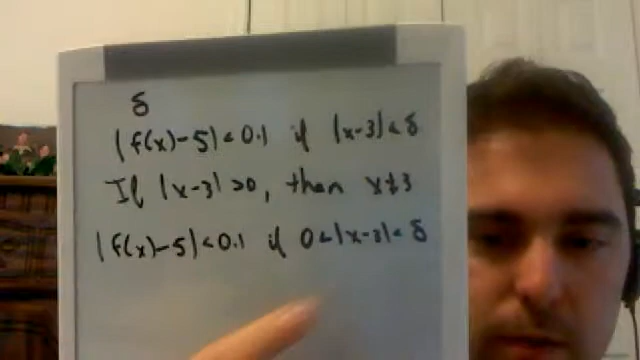 δ
|f(x)-5|<0.1 if |x-3|<δ
If |x-3|>0, then x≠3
|f(x)-5|<0.1 if 0<|x-3|<δ